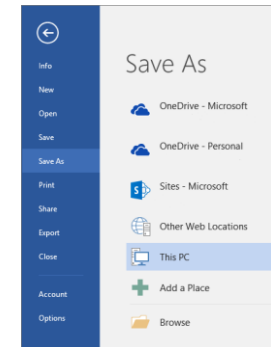 Info
New
Open
Save
Save As
Print
Share
Export
Close
Account
Options
Save As
OneDrive - Microsoft
OneDrive - Personal
S
Sites - Microsoft
Other Web Locations
This PC
Add a Place
Browse